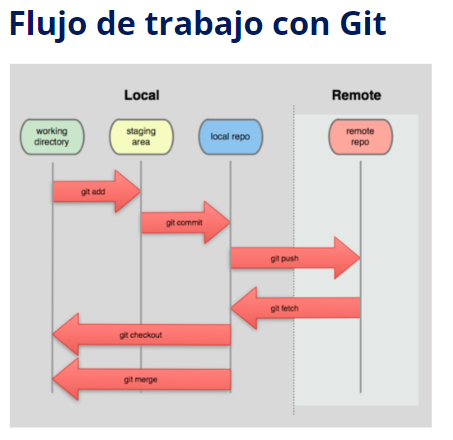 Flujo de trabajo con Git
Local
Remote
working
directory
staging
area
local repo
remote
repo
git add
git commit
git push
git fetch
git checkout
git merge